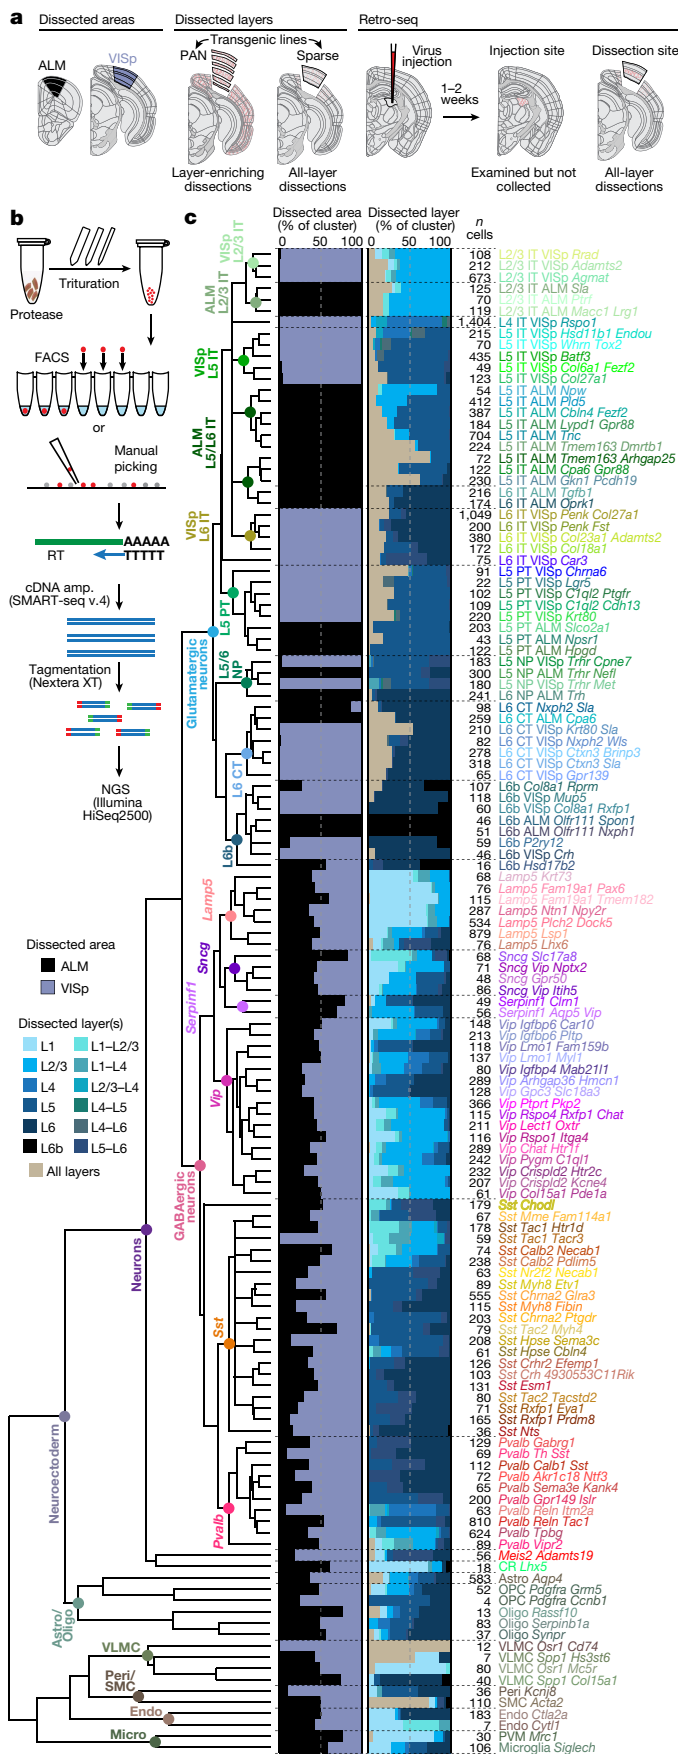 a
Dissected areas
Dissected layers
Retro-seq
ALM
VISp
Transgenic lines
PAN
Sparse
Virus
injection
Injection site
Dissection site
1–2
weeks
Layer-enriching
dissections
All-layer
dissections
Examined but not
collected
All-layer
dissections
b
Trituration
Protease
FACS
or
Manual
picking
RT
AAAAA
TTTTT
cDNA amp.
(SMART-seq v.4)
Tagmentation
(Nextera XT)
NGS
(Illumina
HiSeq2500)
Dissected area
ALM
VISp
Dissected layer(s)
L1
L1–L2/3
L2/3
L1–L4
L4
L2/3–L4
L5
L4–L5
L6
L4–L6
L6b
L5–L6
All layers
c
Dissected area
(% of cluster)
Dissected layer
(% of cluster)
n
cells
0 50 100
0 50 100
VISp
L2/3 IT
ALM
L2/3 IT
VISp
L5 IT
ALM
L5/L6 IT
VISp
L6 IT
L5 PT
L5/6
NP
Glutamatergic
neurons
L6 CT
L6b
Lamp5
Sncg
Serpinf1
Vip
GABAergic
neurons
Neurons
Sst
Neuroectoderm
Pvalb
Astro/
Oligo
VLMC
Peri/
SMC
Endo
Micro
108 L2/3 IT VISp Rrad
212 L2/3 IT VISp Adamts2
673 L2/3 IT VISp Agmat
125 L2/3 IT ALM Sla
70 L2/3 IT ALM Ptrf
119 L2/3 IT ALM Macc1 Lrg1
1,404 L4 IT VISp Rspo1
215 L5 IT VISp Hsd11b1 Endou
70 L5 IT VISp Whrn Tox2
435 L5 IT VISp Batf3
49 L5 IT VISp Col6a1 Fezf2
123 L5 IT VISp Col27a1
54 L5 IT ALM Npw
412 L5 IT ALM Pld5
387 L5 IT ALM Cbln4 Fezf2
184 L5 IT ALM Lypd1 Gpr88
704 L5 IT ALM Tnc
224 L5 IT ALM Tmem163 Dmrtb1
72 L5 IT ALM Tmem163 Arhgap25
122 L5 IT ALM Cpa6 Gpr88
230 L5 IT ALM Gkn1 Pcdh19
216 L6 IT ALM Tgfb1
174 L6 IT ALM Oprk1
1,049 L6 IT VISp Penk Col27a1
200 L6 IT VISp Penk Fst
380 L6 IT VISp Col23a1 Adamts2
172 L6 IT VISp Col18a1
75 L6 IT VISp Car3
91 L5 PT VISp Chrna6
22 L5 PT VISp Lgr5
102 L5 PT VISp C1ql2 Ptgfr
109 L5 PT VISp C1ql2 Cdh13
220 L5 PT VISp Krt80
203 L5 PT ALM Slco2a1
43 L5 PT ALM Npsr1
122 L5 PT ALM Hpgd
183 L5 NP VISp Trhr Cpne7
300 L5 NP ALM Trhr Nefl
180 L5 NP VISp Trhr Met
241 L6 NP ALM Trh
98 L6 CT Nxph2 Sla
259 L6 CT ALM Cpa6
210 L6 CT VISp Krt80 Sla
82 L6 CT VISp Nxph2 Wls
278 L6 CT VISp Ctxn3 Brinp3
318 L6 CT VISp Ctxn3 Sla
65 L6 CT VISp Gpr139
107 L6b Col8a1 Rprm
118 L6b VISp Mup5
60 L6b VISp Col8a1 Rxfp1
46 L6b ALM Olfr111 Spon1
51 L6b ALM Olfr111 Nxph1
59 L6b P2ry12
46 L6b VISp Crh
16 L6b Hsd17b2
68 Lamp5 Krt73
76 Lamp5 Fam19a1 Pax6
115 Lamp5 Fam19a1 Tmem182
287 Lamp5 Ntn1 Npy2r
534 Lamp5 Plch2 Dock5
879 Lamp5 Lsp1
76 Lamp5 Lhx6
68 Sncg Slc17a8
71 Sncg Vip Nptx2
48 Sncg Gpr50
86 Sncg Vip Itih5
49 Serpinf1 Clrn1
56 Serpinf1 Aqp5 Vip
148 Vip Igfbp6 Car10
213 Vip Igfbp6 Pltp
118 Vip Lmo1 Fam159b
137 Vip Lmo1 Myl1
80 Vip Igfbp4 Mab21l1
289 Vip Arhgap36 Hmcn1
128 Vip Gpc3 Slc18a3
366 Vip Ptprt Pkp2
115 Vip Rspo4 Rxfp1 Chat
211 Vip Lect1 Oxtr
116 Vip Rspo1 Itga4
289 Vip Chat Htr1f
242 Vip Pygm C1ql1
232 Vip Crispld2 Htr2c
207 Vip Crispld2 Kcne4
61 Vip Col15a1 Pde1a
179 Sst Chodl
67 Sst Mme Fam114a1
178 Sst Tac1 Htr1d
59 Sst Tac1 Tacr3
74 Sst Calb2 Necab1
238 Sst Calb2 Pdlim5
63 Sst Nr2f2 Necab1
89 Sst Myh8 Etv1
555 Sst Chrna2 Glra3
115 Sst Myh8 Fibin
203 Sst Chrna2 Ptgdr
79 Sst Tac2 Myh4
208 Sst Hpse Sema3c
61 Sst Hpse Cbln4
126 Sst Crhr2 Efemp1
103 Sst Crh 4930553C11Rik
131 Sst Esm1
80 Sst Tac2 Tacstd2
71 Sst Rxfp1 Eya1
165 Sst Rxfp1 Prdm8
36 Sst Nts
129 Pvalb Gabrg1
69 Pvalb Th Sst
112 Pvalb Calb1 Sst
72 Pvalb Akr1c18 Ntf3
65 Pvalb Sema3e Kank4
200 Pvalb Gpr149 Islr
63 Pvalb Reln Itm2a
810 Pvalb Reln Tac1
624 Pvalb Tpbg
89 Pvalb Vipr2
56 Meis2 Adamts19
18 CR Lhx5
583 Astro Aqp4
52 OPC Pdgfra Grm5
4 OPC Pdgfra Ccnb1
13 Oligo Rassf10
83 Oligo Serpinb1a
37 Oligo Synpr
12 VLMC Osr1 Cd74
7 VLMC Spp1 Hs3st6
80 VLMC Osr1 Mc5r
40 VLMC Spp1 Col15a1
36 Peri Kcnj8
110 SMC Acta2
183 Endo Ctla2a
7 Endo Cytl1
30 PVM Mrc1
106 Microglia Siglech